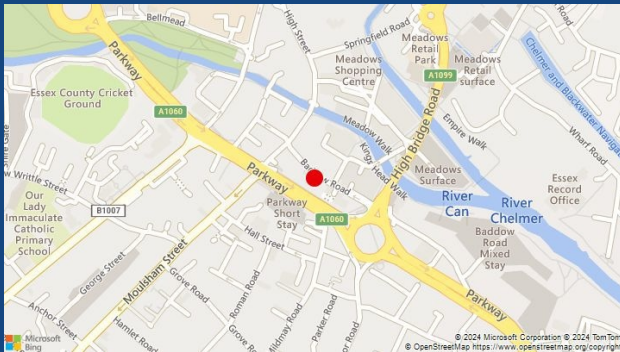 Bellmead
High Street
Springfield Road
Meadows
Retail
Park
Meadows
Retail
surface
Chelmer and Blackwater Navigat
Parkway
Meadows
Shopping
Centre
A1099
Essex County Cricket
Ground
A1060
Meadow Walk
High Bridge Road
Empire Walk
Wharf Road
Shire Gate
w Writtle Street
Parkway
Kings Head Walk
Meadows
Surface
Our
Lady
Immaculate
Catholic
Primary
School
B1007
Parkway
Short
Stay
A1060
River
Can
River
Chelmer
Essex
Record
Office
Baddow
Road
Mixed
Stay
Moulsham Street
Hall Street
George Street
Grove Road
Roman Road
Parkway
Anchor Street
Hamlet Road
Grove Ro
Mildmay Road
Parker Road
or Road
Microsoft
Bing
© 2024 Microsoft Corporation © 2024 TomTom
© OpenStreetMap https://www.openstreetmap.org/copyright